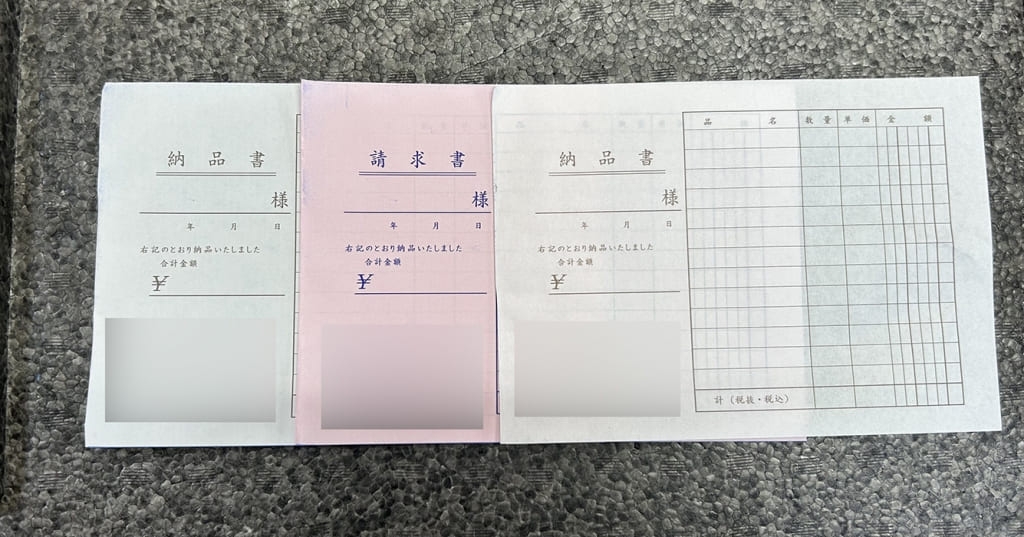 納品書
様
年 月 日
右記のとおり納品いたしました
合計金額
¥
請求書
様
年 月 日
右記のとおり納品いたしました
合計金額
¥
納品書
様
年 月 日
右記のとおり納品いたしました
合計金額
¥
品 名 数量 単価 金額
計（税抜・税込）